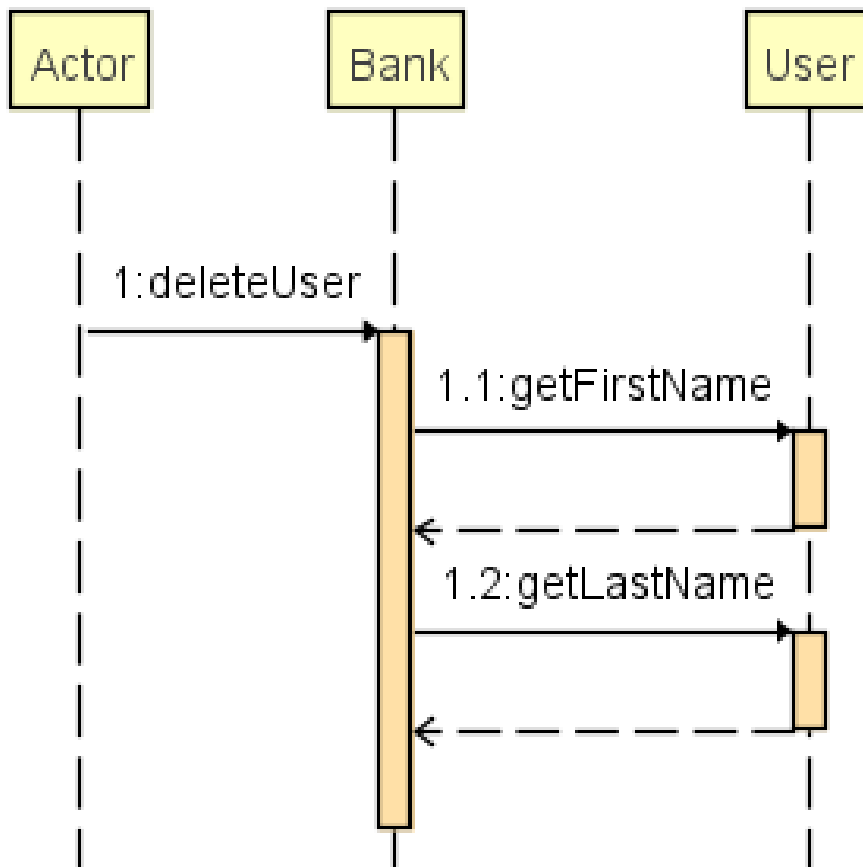 Actor
Bank
User
1:deleteUser
1.1:getFirstName
1.2:getLastName